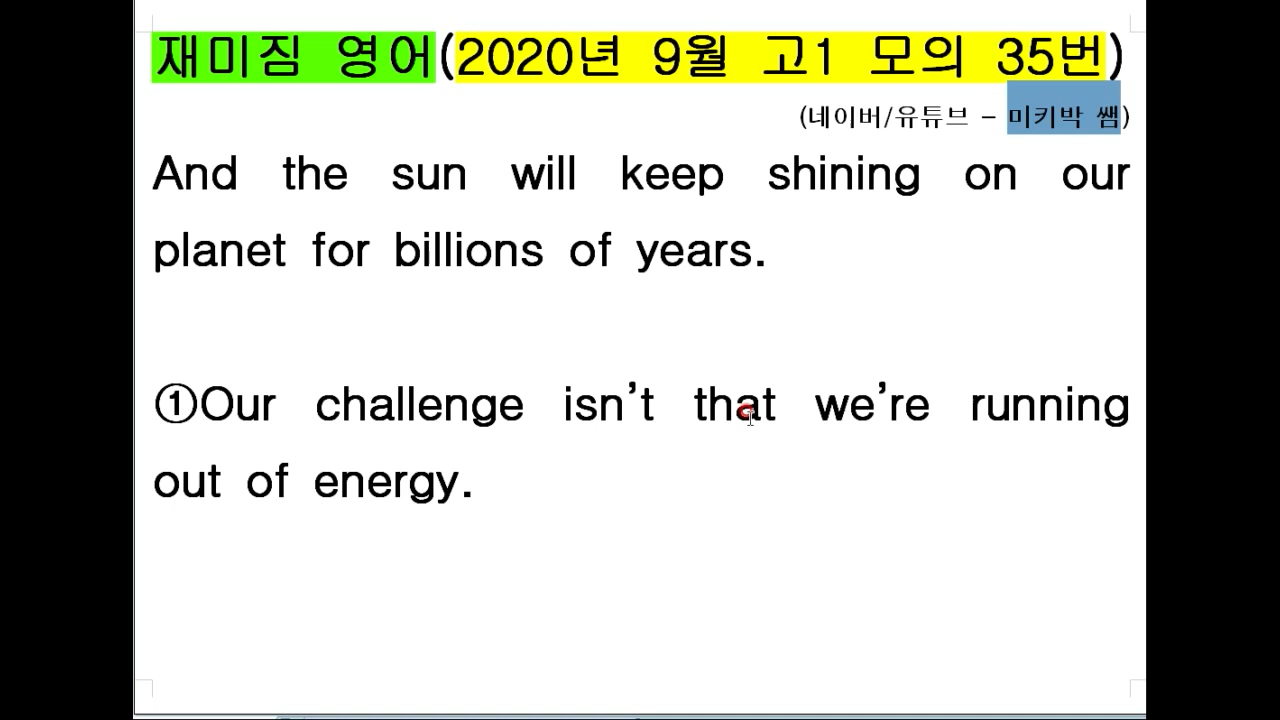 재미짐 영어(2020년 9월 고1 모의 35번)
(네이버/유튜브 – 미키박 쌤)
And the sun will keep shining on our
planet for billions of years.
①Our challenge isn’t that we’re running
out of energy.